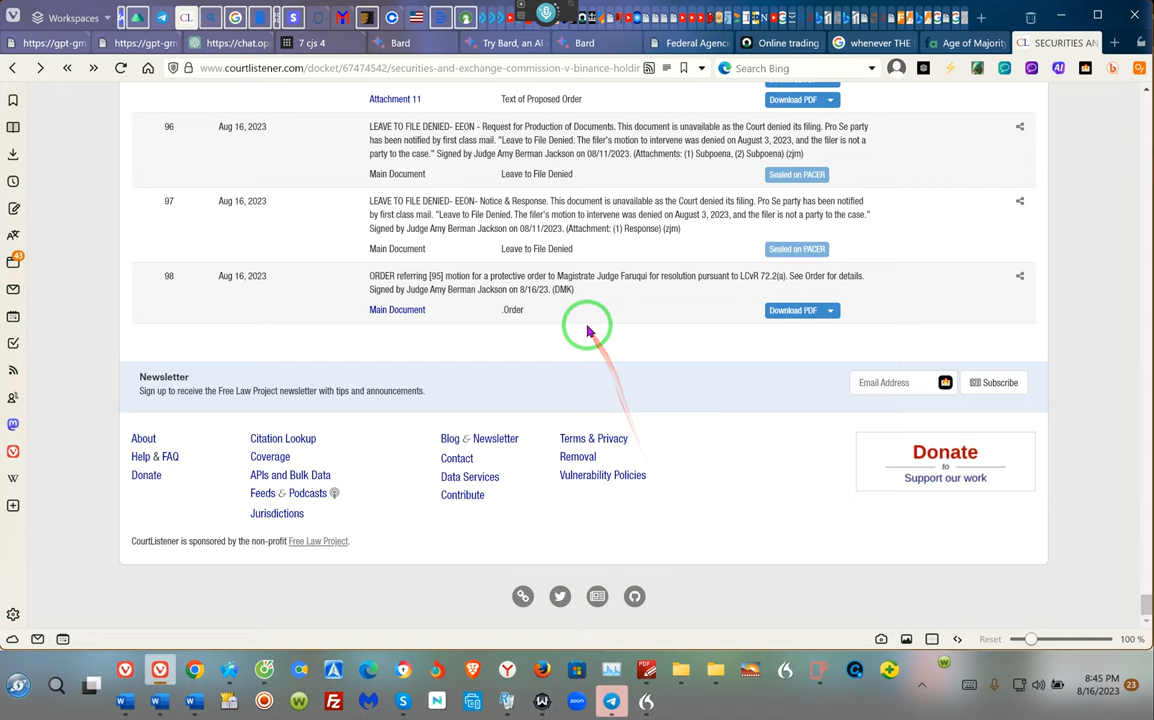 Workspaces
https://gpt-gm
https://gpt-gm
https://chat.op
7 cjs 4
Bard
Try Bard, an AI
Bard
Federal Agenc
Online trading
whenever THE
Age of Majority
SECURITIES AN
www.courtlistener.com/docket/67474542/securities-and-exchange-commission-v-binance-holdir
Search Bing
Attachment 11 Text of Proposed Order Download PDF
96 Aug 16, 2023 LEAVE TO FILE DENIED- EEON - Request for Production of Documents. This document is unavailable as the Court denied its filing. Pro Se party
has been notified by first class mail. "Leave to File Denied. The filer's motion to intervene was denied on August 3, 2023, and the filer is not a
party to the case." Signed by Judge Amy Berman Jackson on 08/11/2023. (Attachments: (1) Subpoena, (2) Subpoena) (zjm)
Main Document Leave to File Denied Sealed on PACER
97 Aug 16, 2023 LEAVE TO FILE DENIED- EEON- Notice & Response. This document is unavailable as the Court denied its filing. Pro Se party has been notified
by first class mail. "Leave to File Denied. The filer's motion to intervene was denied on August 3, 2023, and the filer is not a party to the case."
Signed by Judge Amy Berman Jackson on 08/11/2023. (Attachment: (1) Response) (zjm)
Main Document Leave to File Denied Sealed on PACER
98 Aug 16, 2023 ORDER referring [95] motion for a protective order to Magistrate Judge Faruqui for resolution pursuant to LCvR 72.2(a). See Order for details.
Signed by Judge Amy Berman Jackson on 8/16/23. (DMK)
Main Document .Order Download PDF
Newsletter
Sign up to receive the Free Law Project newsletter with tips and announcements.
Email Address Subscribe
About
Help & FAQ
Donate
Citation Lookup
Coverage
APIs and Bulk Data
Feeds & Podcasts
Jurisdictions
Blog & Newsletter
Contact
Data Services
Contribute
Terms & Privacy
Removal
Vulnerability Policies
Donate
to
Support our work
CourtListener is sponsored by the non-profit Free Law Project.
43
Reset 100 %
8:45 PM
8/16/2023 23